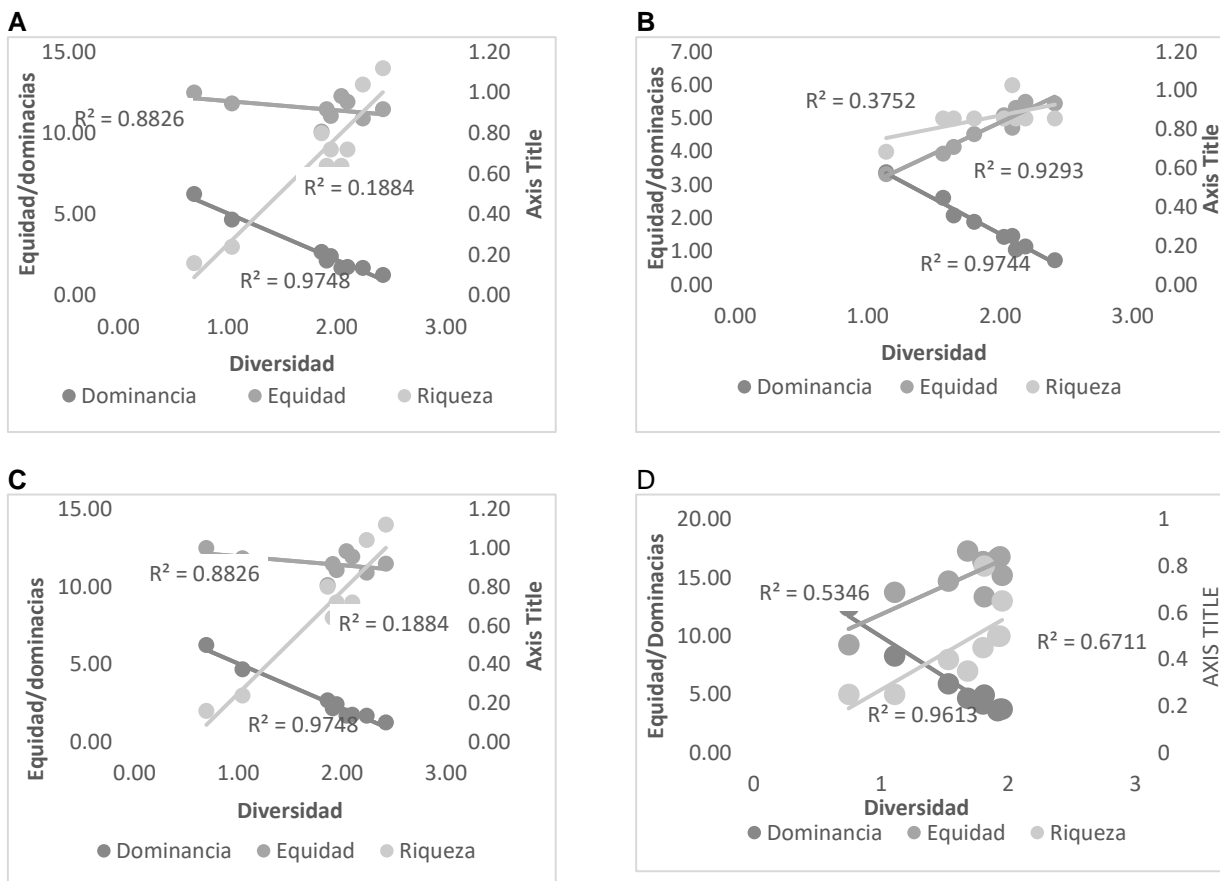 A
15.00
10.00
5.00
0.00
Equidad/dominacias
1.20
1.00
0.80
0.60
0.40
0.20
0.00
Axis Title
R² = 0.8826
R² = 0.1884
R² = 0.9748
0.00 1.00 2.00 3.00
Diversidad
Dominancia Equidad Riqueza
B
7.00
6.00
5.00
4.00
3.00
2.00
1.00
0.00
Equidad/dominacias
1.20
1.00
0.80
0.60
0.40
0.20
0.00
Axis Title
R² = 0.3752
R² = 0.9293
R² = 0.9744
0.00 1.00 2.00 3.00
Diversidad
Dominancia Equidad Riqueza
C
15.00
10.00
5.00
0.00
Equidad/dominacias
1.20
1.00
0.80
0.60
0.40
0.20
0.00
Axis Title
R² = 0.8826
R² = 0.1884
R² = 0.9748
0.00 1.00 2.00 3.00
Diversidad
Dominancia Equidad Riqueza
D
20.00
15.00
10.00
5.00
0.00
Equidad/Dominacias
1
0.8
0.6
0.4
0.2
0
AXIS TITLE
R² = 0.5346
R² = 0.6711
R² = 0.9613
0 1 2 3
Diversidad
Dominancia Equidad Riqueza